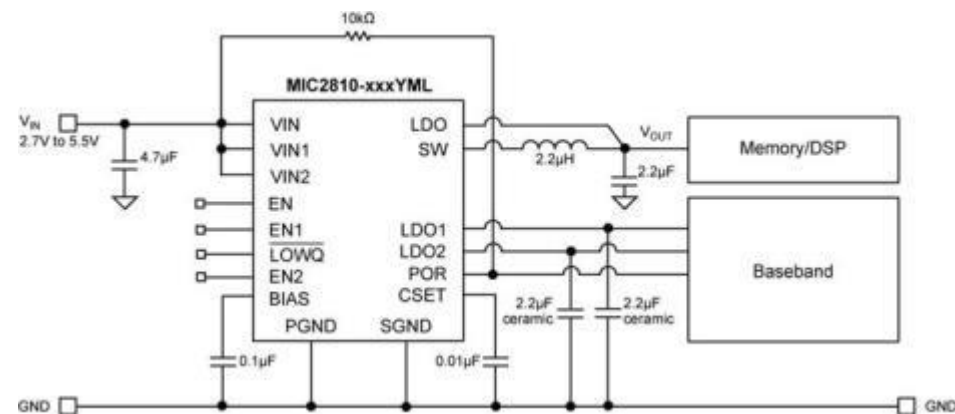 10kΩ
MIC2810-xxxYML
V_IN
2.7V to 5.5V
4.7µF
VIN
VIN1
VIN2
EN
EN1
LOWQ
EN2
BIAS
PGND
SGND
LDO
SW
LDO1
LDO2
POR
CSET
2.2µH
V_OUT
2.2µF
Memory/DSP
Baseband
2.2µF
ceramic
2.2µF
ceramic
0.1µF
0.01µF
GND
GND